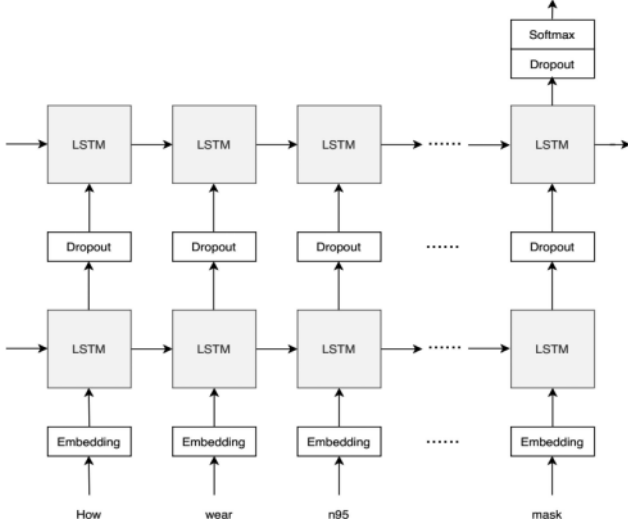 Softmax
Dropout
LSTM LSTM LSTM ...... LSTM
Dropout Dropout Dropout ...... Dropout
LSTM LSTM LSTM ...... LSTM
Embedding Embedding Embedding ...... Embedding
How wear n95 mask